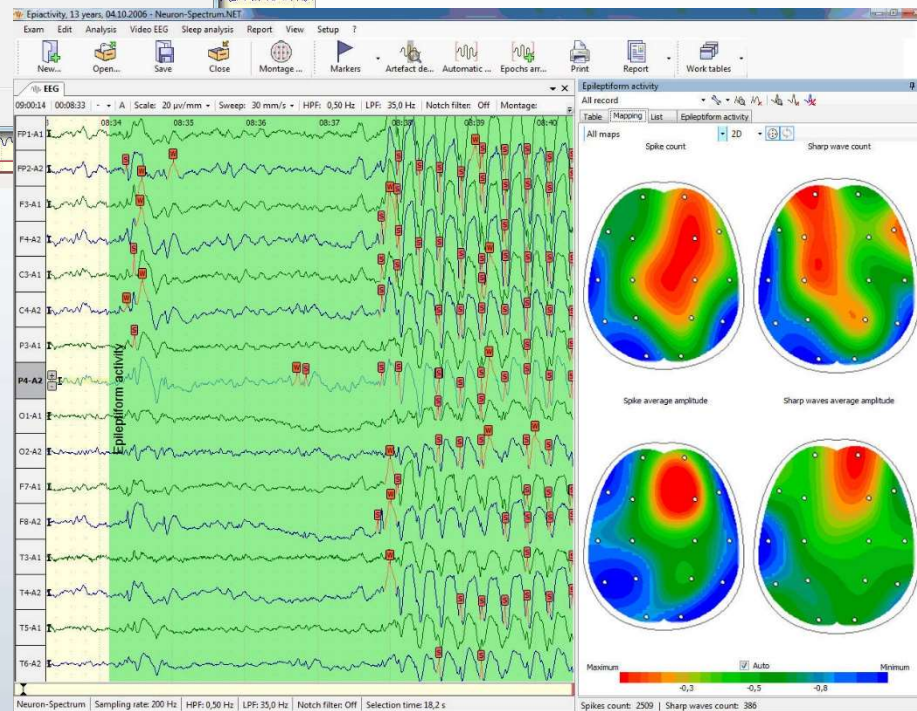 Epiactivity, 13 years, 04.10.2006 - Neuron-Spectrum.NET
Exam Edit Analysis Video EEG Sleep analysis Report View Setup ?
New... Open... Save Close Montage ... Markers Artefact de... Automatic ... Epochs arr... Print Report Work tables
EEG
09:00:14 00:08:33 - A Scale: 20 µv/mm Sweep: 30 mm/s HPF: 0,50 Hz LPF: 35,0 Hz Notch filter: Off Montage:
08:34 08:35 08:36 08:37 08:38 08:39 08:40
FP1-A1
FP2-A2
F3-A1
F4-A2
C3-A1
C4-A2
P3-A1
P4-A2
O1-A1
O2-A2
F7-A1
F8-A2
T3-A1
T4-A2
T5-A1
T6-A2
Epileptiform activity
Neuron-Spectrum Sampling rate: 200 Hz HPF: 0,50 Hz LPF: 35,0 Hz Notch filter: Off Selection time: 18,2 s
Epileptiform activity
All record
Table Mapping List Epileptiform activity
All maps 2D
Spike count Sharp wave count
Spike average amplitude Sharp waves average amplitude
Maximum Auto Minimum
-0,3 -0,5 -0,8
Spikes count: 2509 Sharp waves count: 386